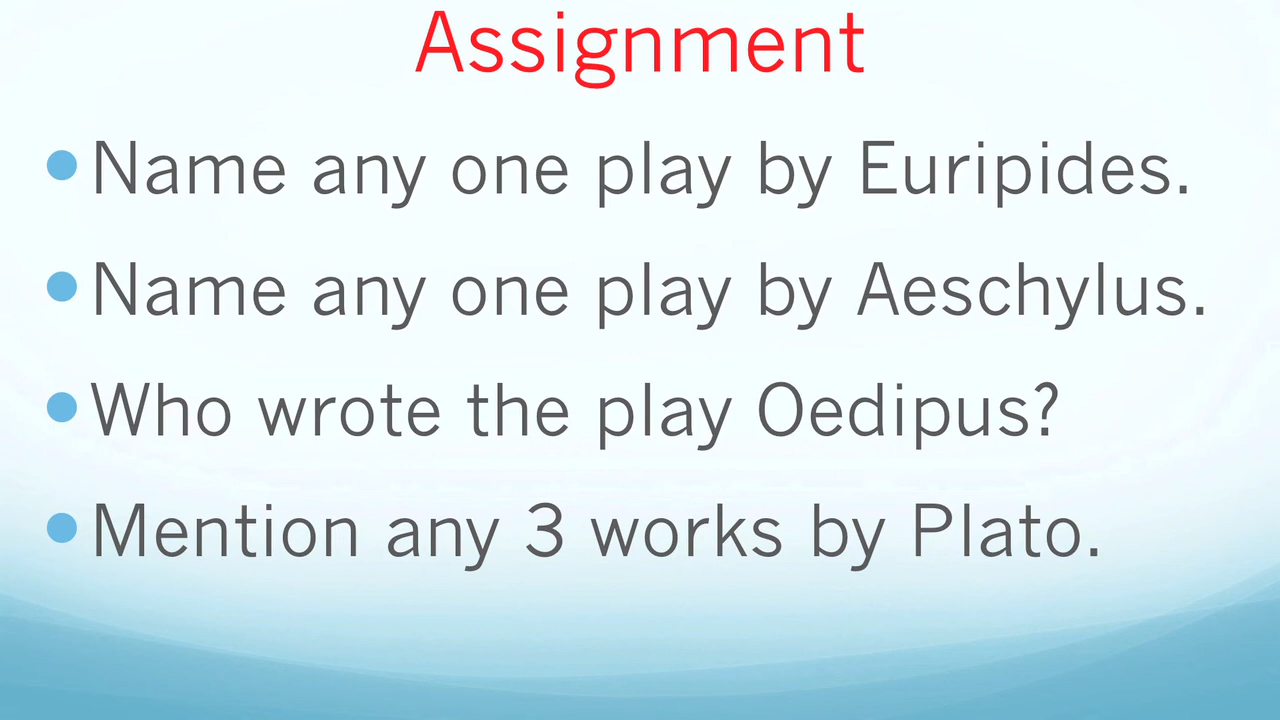 Assignment
•Name any one play by Euripides.
•Name any one play by Aeschylus.
•Who wrote the play Oedipus?
•Mention any 3 works by Plato.